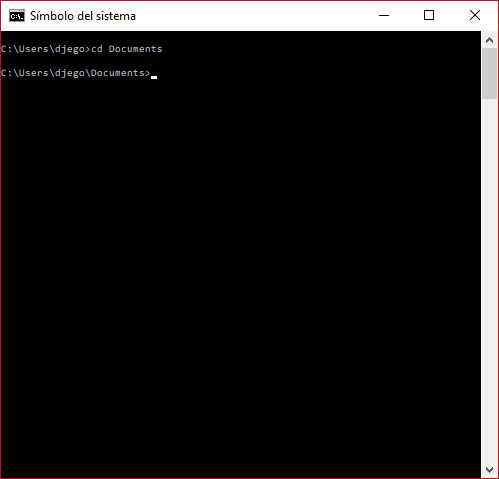 Símbolo del sistema
C:\Users\djego>cd Documents
C:\Users\djego\Documents>